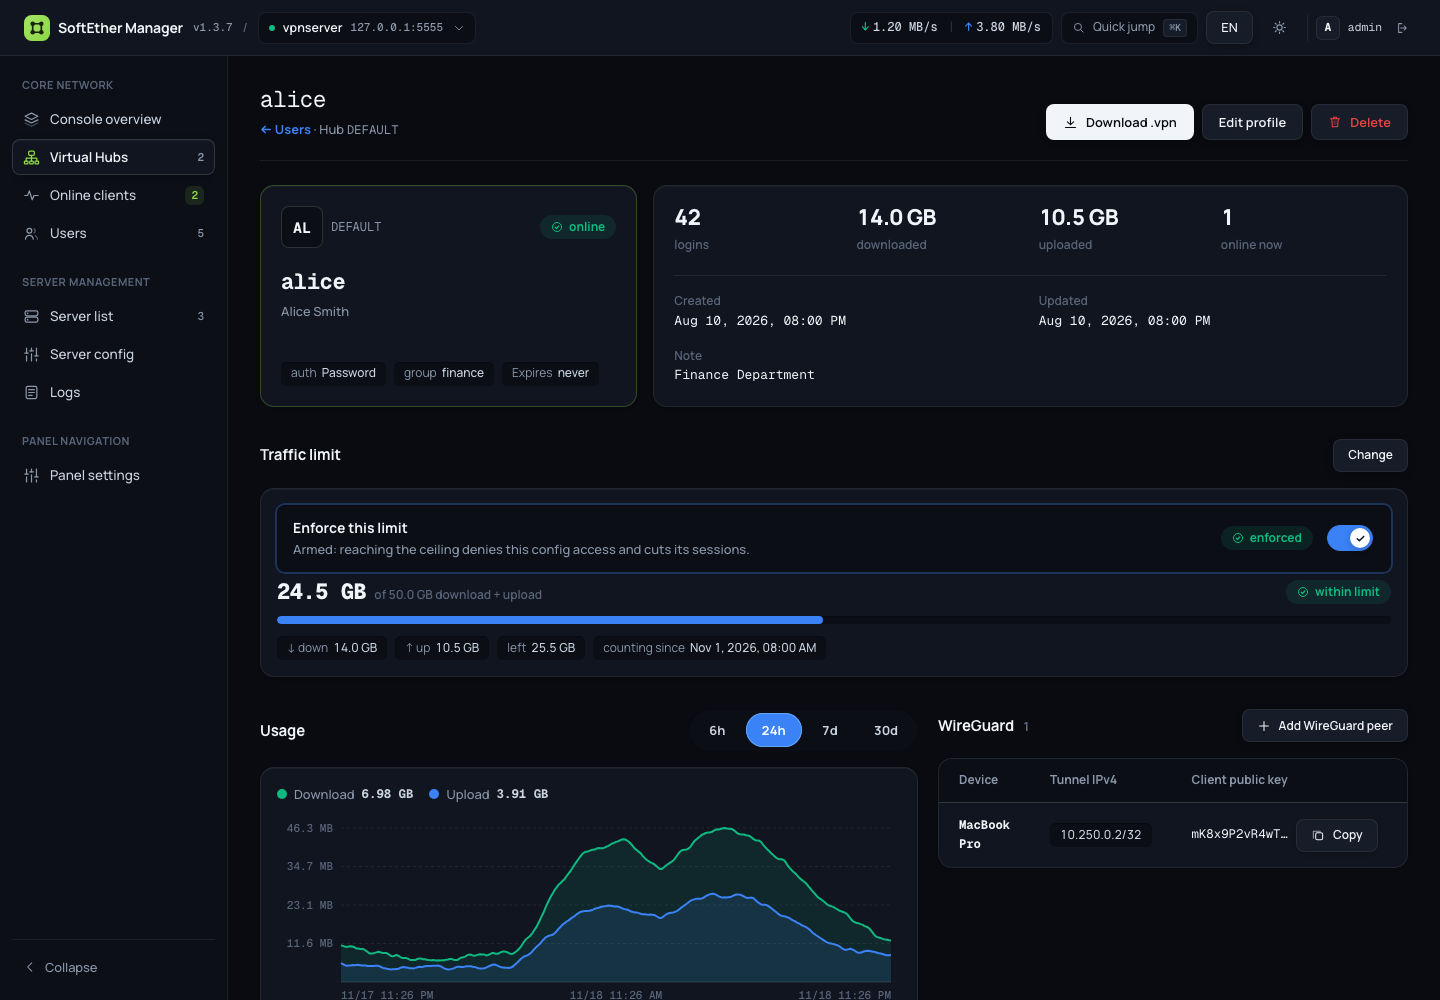 SoftEther Manager v1.3.7 / vpnserver 127.0.0.1:5555
1.20 MB/s 3.80 MB/s Quick jump ⌘K EN A admin
CORE NETWORK
Console overview
Virtual Hubs 2
Online clients 2
Users 5
SERVER MANAGEMENT
Server list 3
Server config
Logs
PANEL NAVIGATION
Panel settings
Collapse
alice
← Users · Hub DEFAULT
Download .vpn Edit profile Delete
AL DEFAULT online
alice
Alice Smith
auth Password group finance Expires never
42 14.0 GB 10.5 GB 1
logins downloaded uploaded online now
Created Updated
Aug 10, 2026, 08:00 PM Aug 10, 2026, 08:00 PM
Note
Finance Department
Traffic limit Change
Enforce this limit
Armed: reaching the ceiling denies this config access and cuts its sessions.
enforced
24.5 GB of 50.0 GB download + upload within limit
↓ down 14.0 GB ↑ up 10.5 GB left 25.5 GB counting since Nov 1, 2026, 08:00 AM
Usage 6h 24h 7d 30d
Download 6.98 GB Upload 3.91 GB
46.3 MB
34.7 MB
23.1 MB
11.6 MB
11/17 11:26 PM 11/18 11:26 AM 11/18 11:26 PM
WireGuard 1 Add WireGuard peer
Device Tunnel IPv4 Client public key
MacBook Pro 10.250.0.2/32 mK8x9P2vR4wT… Copy